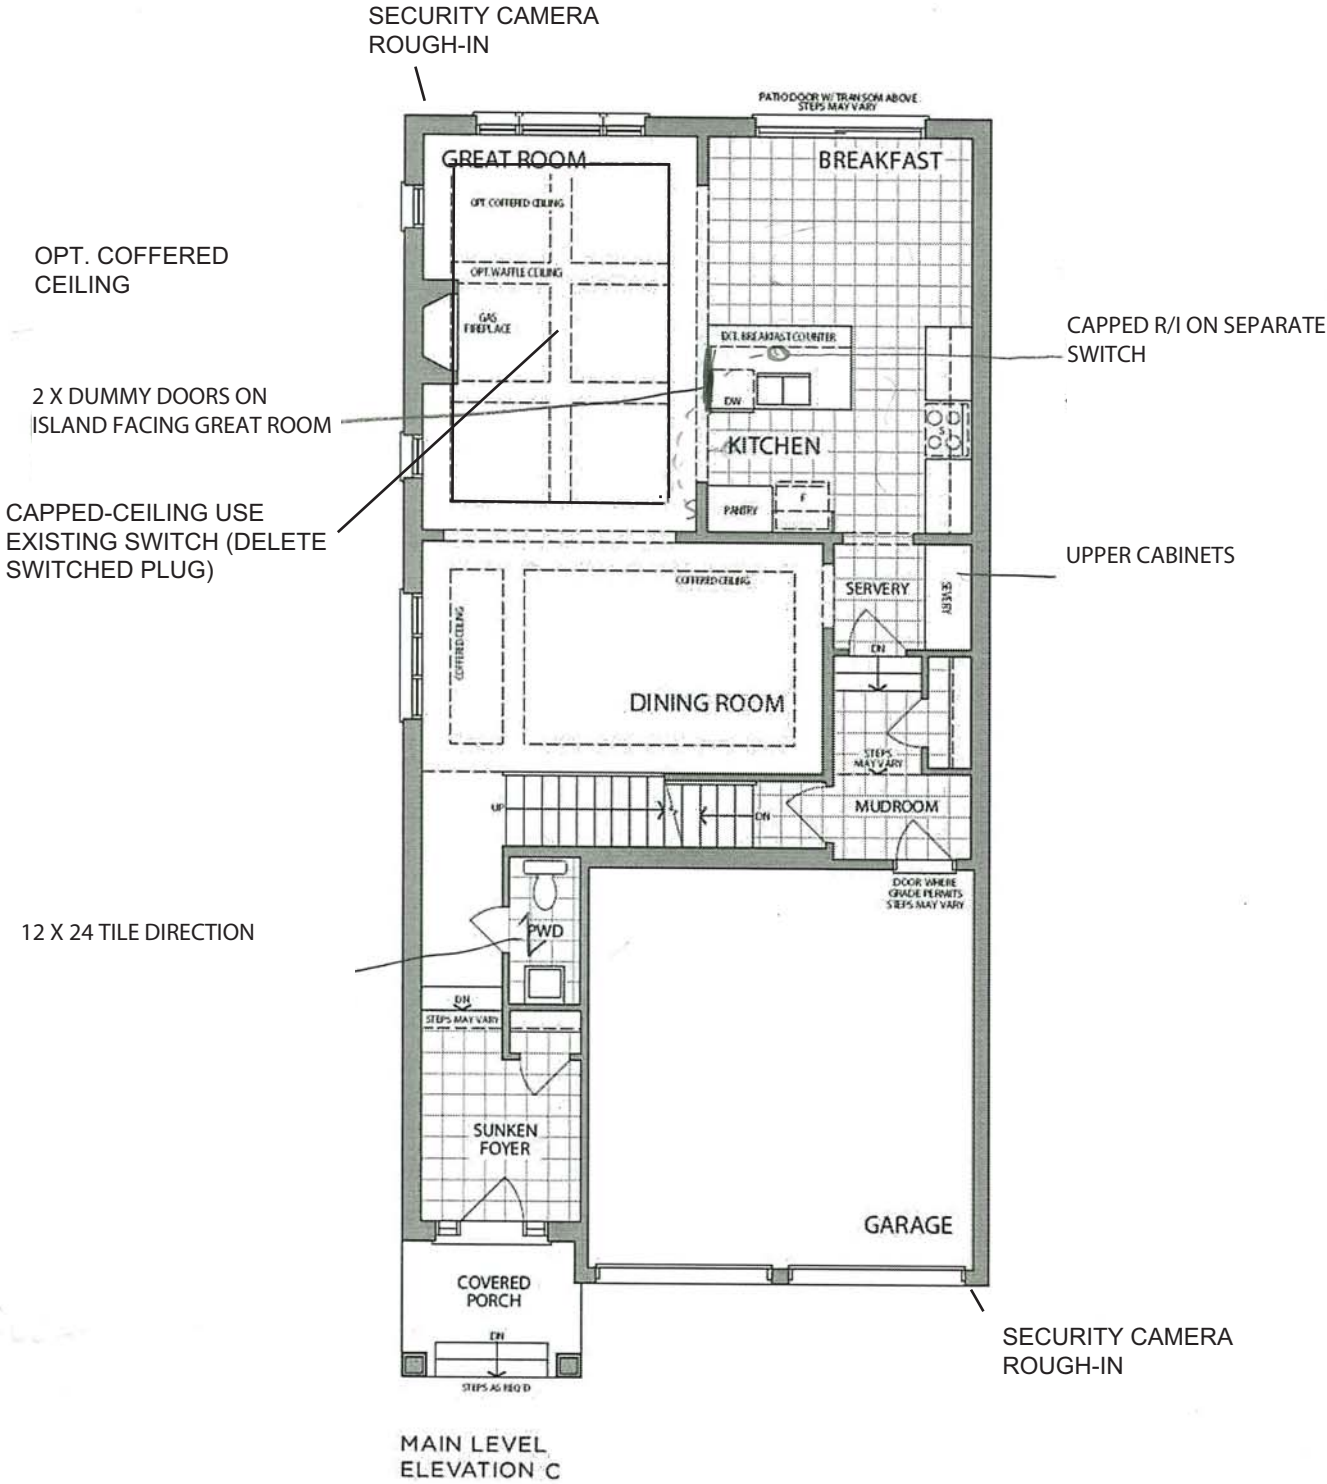 SECURITY CAMERA
ROUGH-IN
PATIO DOOR W/ TRANSOM ABOVE
STEPS MAY VARY
GREAT ROOM
BREAKFAST
OPT. COFFERED CEILING
OPT. COFFERED
CEILING
OPT. WAFFLE CEILING
GAS
FIREPLACE
EXT. BREAKFAST COUNTER
CAPPED R/I ON SEPARATE
SWITCH
2 X DUMMY DOORS ON
ISLAND FACING GREAT ROOM
DW
S
KITCHEN
CAPPED-CEILING USE
EXISTING SWITCH (DELETE
SWITCHED PLUG)
PANTRY
F
S
UPPER CABINETS
COFFERED CEILING
COFFERED CEILING
SERVERY
SEVERY
DN
DINING ROOM
STEPS
MAY VARY
UP
DN
MUDROOM
DOOR WHERE
GRADE PERMITS
STEPS MAY VARY
12 X 24 TILE DIRECTION
PWD
DN
STEPS MAY VARY
SUNKEN
FOYER
GARAGE
COVERED
PORCH
DN
STEPS AS REQ'D
SECURITY CAMERA
ROUGH-IN
MAIN LEVEL
ELEVATION C